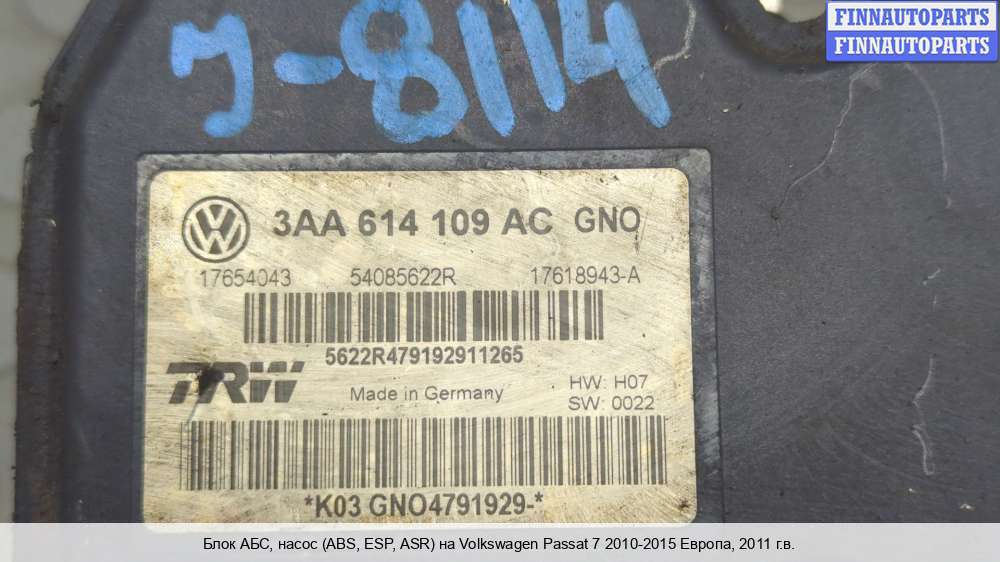 FINNAUTOPARTS
FINNAUTOPARTS
J-8114
3AA 614 109 AC GNO
17654043 54085622R 17618943-A
5622R479192911265
TRW
Made in Germany
HW: H07
SW: 0022
*K03 GNO4791929-*
Блок АБС, насос (ABS, ESP, ASR) на Volkswagen Passat 7 2010-2015 Европа, 2011 г.в.